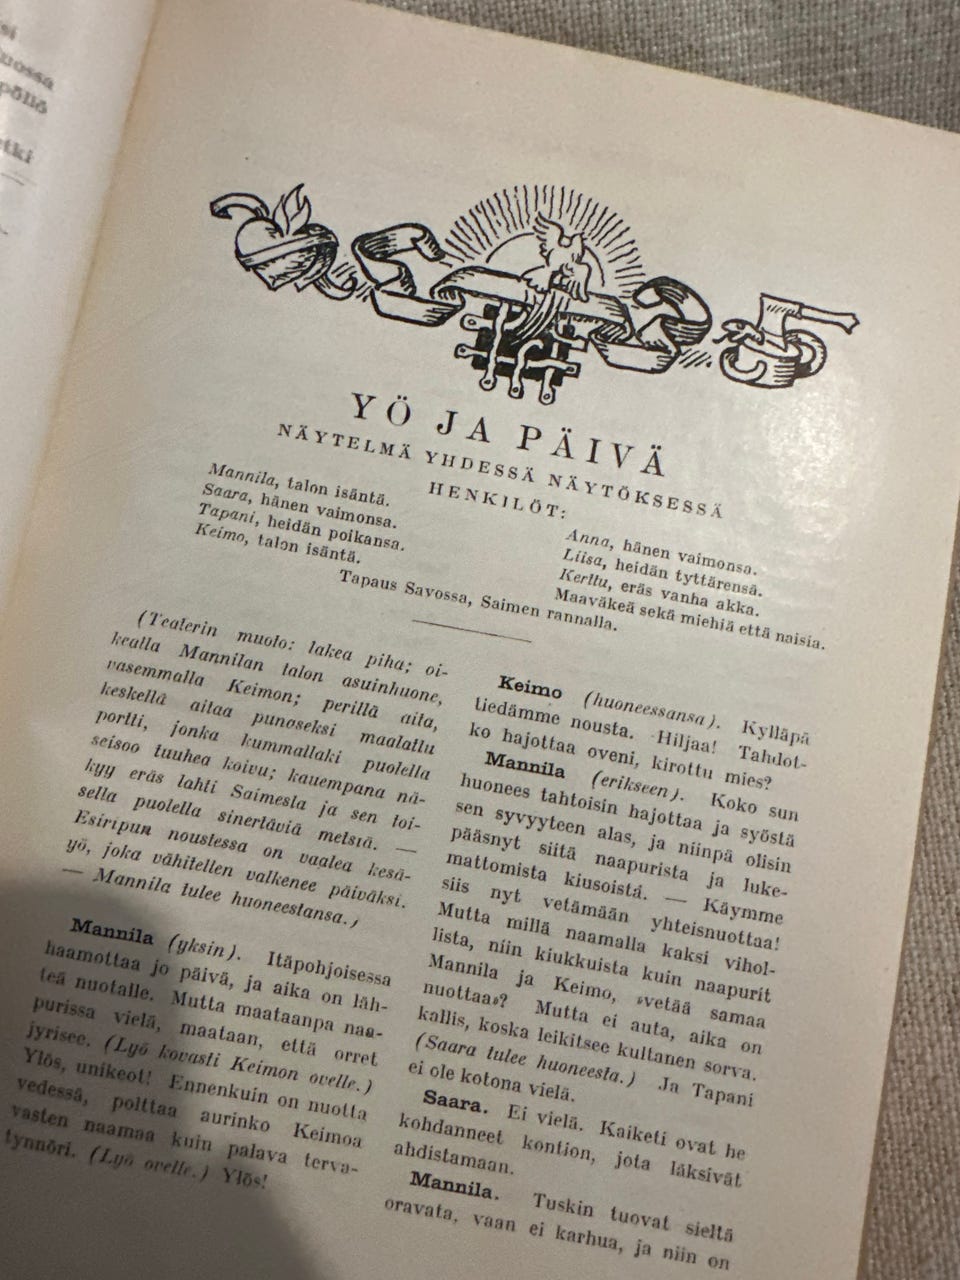 si
nossa
pöllö
etki
YÖ JA PÄIVÄ
NÄYTELMÄ YHDESSÄ NÄYTÖKSESSÄ
HENKILÖT:
Mannila, talon isäntä.
Saara, hänen vaimonsa.
Tapani, heidän poikansa.
Keimo, talon isäntä.
Anna, hänen vaimonsa.
Liisa, heidän tyttärensä.
Kerttu, eräs vanha akka.
Maaväkeä sekä miehiä että naisia.
Tapaus Savossa, Saimen rannalla.
(Teaterin muoto: lakea piha; oi-
kealla Mannilan talon asuinhuone,
vasemmalla Keimon; perillä aita,
keskellä aitaa punaseksi maalattu
portti, jonka kummallaki puolella
seisoo tuuhea koivu; kauempana nä-
kyy eräs lahti Saimesta ja sen toi-
sella puolella sinertäviä metsiä. —
Esiripun noustessa on vaalea kesä-
yö, joka vähitellen valkenee päiväksi.
— Mannila tulee huoneestansa.)
Mannila (yksin). Itäpohjoisessa
haamottaa jo päivä, ja aika on läh-
teä nuotalle. Mutta maataanpa naa-
purissa vielä, maataan, että orret
jyrisee. (Lyö kovasti Keimon ovelle.)
Ylös, unikeot! Ennenkuin on nuotta
vedessä, polttaa aurinko Keimoa
vasten naamaa kuin palava terva-
tynnöri. (Lyö ovelle.) Ylös!
Keimo (huoneessansa). Kylläpä
tiedämme nousta. Hiljaa! Tahdot-
ko hajottaa oveni, kirottu mies?
Mannila (erikseen). Koko sun
huonees tahtoisin hajottaa ja syöstä
sen syvyyteen alas, ja niinpä olisin
pääsnyt siitä naapurista ja luke-
mattomista kiusoista. — Käymme
siis nyt vetämään yhteisnuottaa!
Mutta millä naamalla kaksi vihol-
lista, niin kiukkuista kuin naapurit
Mannila ja Keimo, »vetää samaa
nuottaa»? Mutta ei auta, aika on
kallis, koska leikitsee kultanen sorva.
(Saara tulee huoneesta.) Ja Tapani
ei ole kotona vielä.
Saara. Ei vielä. Kaiketi ovat he
kohdanneet kontion, jota läksivät
ahdistamaan.
Mannila. Tuskin tuovat sieltä
oravata, vaan ei karhua, ja niin on